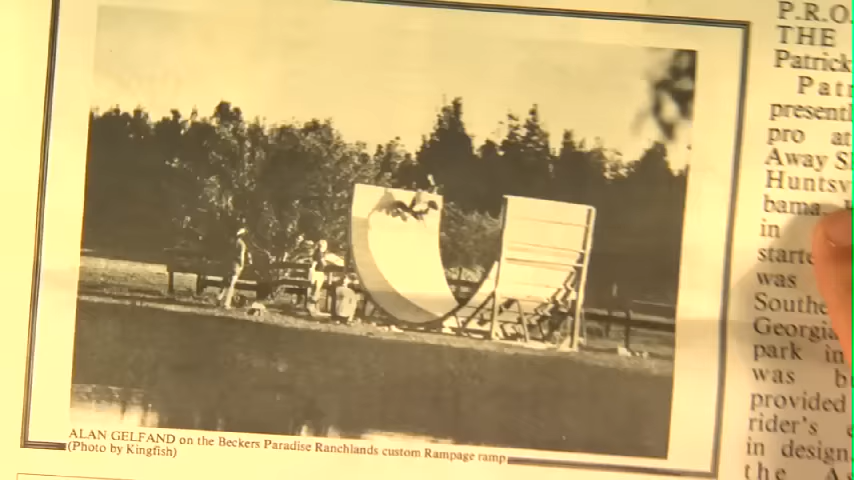 ALAN GELFAND on the Beckers Paradise Ranchlands custom Rampage ramp
(Photo by Kingfish)
P.R.O.
THE
Patrick
Patr
presentl
pro at
Away S
Huntsv
bama.
in
starte
was
Southe
Georgia
park in
was b
provided
rider's
in design.
the As